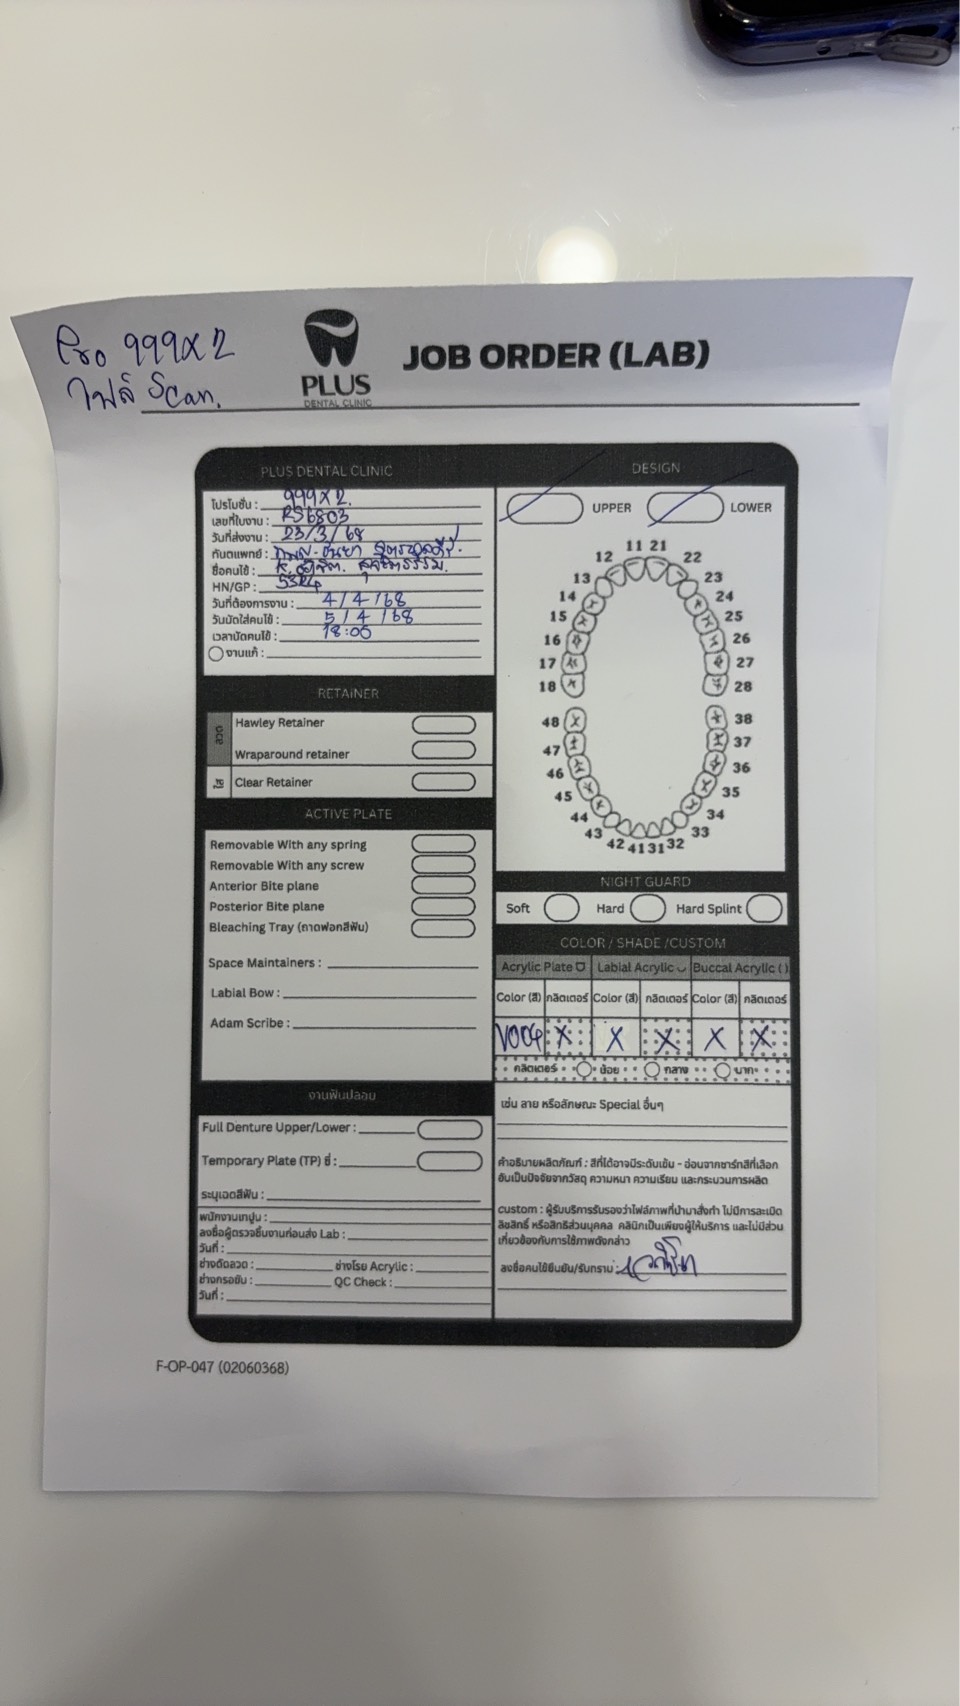 Pro 999x2
ไฟล์ Scan.
PLUS
DENTAL CLINIC
JOB ORDER (LAB)
PLUS DENTAL CLINIC
โปรโมชั่น : 999x2.
เลขที่ใบงาน : RS6803
วันที่ส่งงาน : 23/3/68
ทันตแพทย์ :
ชื่อคนไข้ :
HN/GP :
วันที่ต้องการงาน : 4/4/68
วันนัดใส่คนไข้ : 5/4/68
เวลานัดคนไข้ : 18:00
งานแก้ :
RETAINER
ลวด
Hawley Retainer
Wraparound retainer
ใส
Clear Retainer
ACTIVE PLATE
Removable With any spring
Removable With any screw
Anterior Bite plane
Posterior Bite plane
Bleaching Tray (ถาดฟอกสีฟัน)
Space Maintainers :
Labial Bow :
Adam Scribe :
งานฟันปลอม
Full Denture Upper/Lower :
Temporary Plate (TP) ซี่ :
ระบุเฉดสีฟัน :
พนักงานเทปูน :
ลงชื่อผู้ตรวจชิ้นงานก่อนส่ง Lab :
วันที่ :
ช่างดัดลวด : ช่างโรย Acrylic :
ช่างกรอขัด : QC Check :
วันที่ :
DESIGN
UPPER LOWER
11 21
12 22
13 23
14 24
15 25
16 26
17 27
18 28
48 38
47 37
46 36
45 35
44 34
43 33
42 41 31 32
NIGHT GUARD
Soft Hard Hard Splint
COLOR / SHADE /CUSTOM
Acrylic Plate Labial Acrylic Buccal Acrylic ( )
Color (สี) กลิตเตอร์ Color (สี) กลิตเตอร์ Color (สี) กลิตเตอร์
V004 X X X X X
กลิตเตอร์ น้อย กลาง มาก
เช่น ลาย หรือลักษณะ Special อื่นๆ
คำอธิบายผลิตภัณฑ์ : สีที่ได้อาจมีระดับเข้ม - อ่อนจากชาร์ทสีที่เลือก
อันเป็นปัจจัยจากวัสดุ ความหนา ความเรียบ และกระบวนการผลิต
custom : ผู้รับบริการรับรองว่าไฟล์ภาพที่นำมาสั่งทำ ไม่มีการละเมิด
ลิขสิทธิ์ หรือสิทธิส่วนบุคคล คลินิกเป็นเพียงผู้ให้บริการ และไม่มีส่วน
เกี่ยวข้องกับการใช้ภาพดังกล่าว
ลงชื่อคนไข้ยืนยัน/รับทราบ :
F-OP-047 (02060368)